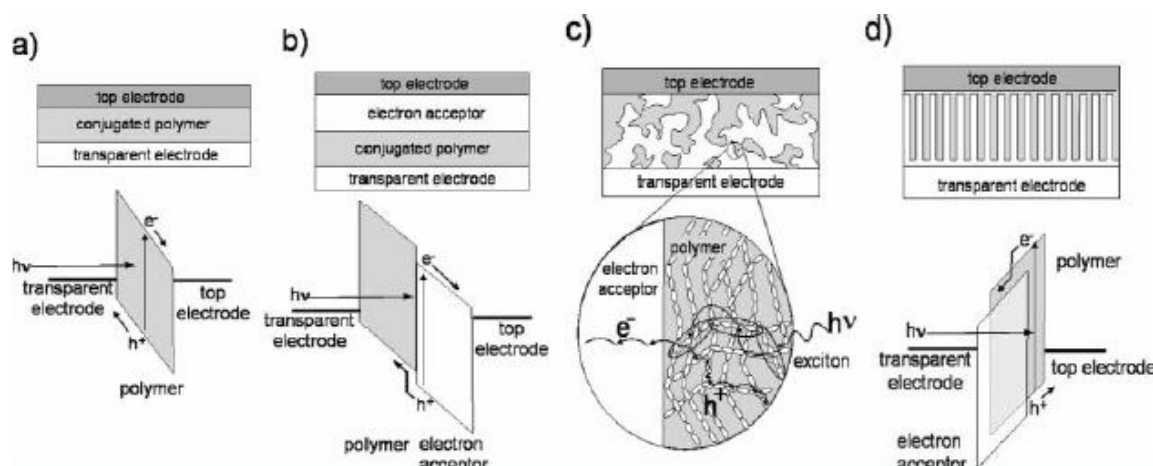 a)
top electrode
conjugated polymer
transparent electrode
e-
hν
transparent
electrode
top
electrode
h+
polymer
b)
top electrode
electron acceptor
conjugated polymer
transparent electrode
e-
hν
transparent
electrode
top
electrode
h+
polymer electron
acceptor
c)
top electrode
transparent electrode
polymer
electron
acceptor
e-
hν
exciton
h+
d)
top electrode
transparent electrode
e-
polymer
hν
transparent
electrode
top electrode
h+
electron
acceptor